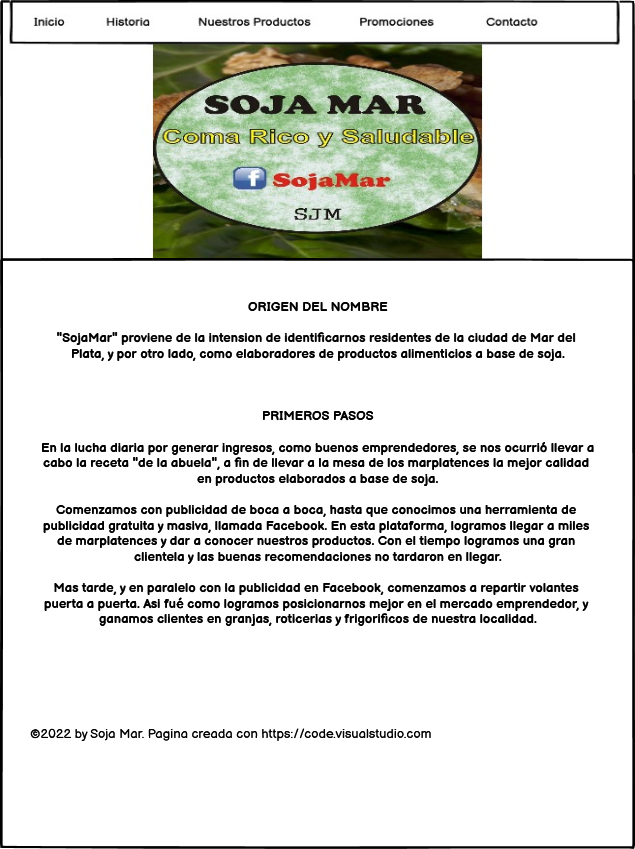 Inicio Historia Nuestros Productos Promociones Contacto
SOJA MAR
Coma Rico y Saludable
f SojaMar
SJM
ORIGEN DEL NOMBRE
"SojaMar" proviene de la intension de identificarnos residentes de la ciudad de Mar del
Plata, y por otro lado, como elaboradores de productos alimenticios a base de soja.
PRIMEROS PASOS
En la lucha diaria por generar ingresos, como buenos emprendedores, se nos ocurrió llevar a
cabo la receta "de la abuela", a fin de llevar a la mesa de los marplatences la mejor calidad
en productos elaborados a base de soja.
Comenzamos con publicidad de boca a boca, hasta que conocimos una herramienta de
publicidad gratuita y masiva, llamada Facebook. En esta plataforma, logramos llegar a miles
de marplatences y dar a conocer nuestros productos. Con el tiempo logramos una gran
clientela y las buenas recomendaciones no tardaron en llegar.
Mas tarde, y en paralelo con la publicidad en Facebook, comenzamos a repartir volantes
puerta a puerta. Asi fué como logramos posicionarnos mejor en el mercado emprendedor, y
ganamos clientes en granjas, roticerias y frigorificos de nuestra localidad.
©2022 by Soja Mar. Pagina creada con https://code.visualstudio.com